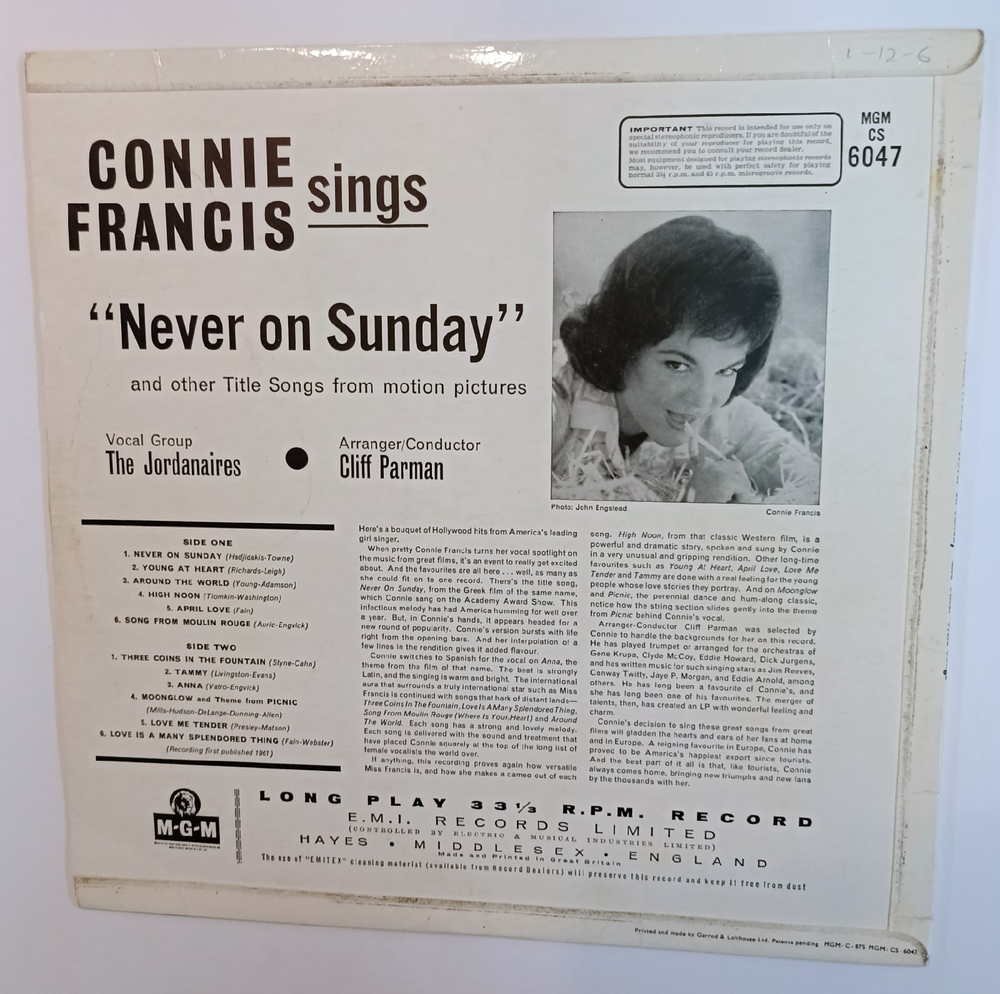 1-12-6
CONNIE
FRANCIS
sings
IMPORTANT This record is intended for use only on
special stereophonic reproducers. If you are doubtful of the
suitability of your reproducer for playing this record,
we recommend you to consult your record dealer.
Most equipment designed for playing stereophonic records
may, however, be used with perfect safety for playing
normal 33⅓ r.p.m. and 45 r.p.m. microgroove records.
MGM
CS
6047
“Never on Sunday”
and other Title Songs from motion pictures
Vocal Group
The Jordanaires
Arranger/Conductor
Cliff Parman
Photo: John Engstead
Connie Francis
SIDE ONE
1. NEVER ON SUNDAY (Hadjidakis-Towne)
2. YOUNG AT HEART (Richards-Leigh)
3. AROUND THE WORLD (Young-Adamson)
4. HIGH NOON (Tiomkin-Washington)
5. APRIL LOVE (Fain)
6. SONG FROM MOULIN ROUGE (Auric-Engvick)
SIDE TWO
1. THREE COINS IN THE FOUNTAIN (Styne-Cahn)
2. TAMMY (Livingston-Evans)
3. ANNA (Vatro-Engvick)
4. MOONGLOW and Theme from PICNIC
(Mills-Hudson-DeLange-Dunning-Allen)
5. LOVE ME TENDER (Presley-Matson)
6. LOVE IS A MANY SPLENDORED THING (Fain-Webster)
(Recording first published 1961)
Here's a bouquet of Hollywood hits from America's leading
girl singer.
When pretty Connie Francis turns her vocal spotlight on
the music from great films, it's an event to really get excited
about. And the favourites are all here . . . well, as many as
she could fit on to one record. There's the title song,
Never On Sunday, from the Greek film of the same name,
which Connie sang on the Academy Award Show. This
infectious melody has had America humming for well over
a year. But, in Connie's hands, it appears headed for a
new round of popularity. Connie's version bursts with life
right from the opening bars. And her interpolation of a
few lines in the rendition gives it added flavour.
Connie switches to Spanish for the vocal on Anna, the
theme from the film of that name. The beat is strongly
Latin, and the singing is warm and bright. The international
aura that surrounds a truly international star such as Miss
Francis is continued with songs that hark of distant lands—
Three Coins In The Fountain, Love Is A Many Splendored Thing,
Song From Moulin Rouge (Where Is Your Heart) and Around
The World. Each song has a strong and lovely melody.
Each song is delivered with the sound and treatment that
have placed Connie squarely at the top of the long list of
female vocalists the world over.
If anything, this recording proves again how versatile
Miss Francis is, and how she makes a cameo cut of each
song. High Noon, from that classic Western film, is a
powerful and dramatic story, spoken and sung by Connie
in a very unusual and gripping rendition. Other long-time
favourites such as Young At Heart, April Love, Love Me
Tender and Tammy are done with a real feeling for the young
people whose love stories they portray. And on Moonglow
and Picnic, the perennial dance and hum-along classic,
notice how the string section slides gently into the theme
from Picnic behind Connie's vocal.
Arranger-Conductor Cliff Parman was selected by
Connie to handle the backgrounds for her on this record.
He has played trumpet or arranged for the orchestras of
Gene Krupa, Clyde McCoy, Eddie Howard, Dick Jurgens,
and has written music for such singing stars as Jim Reeves,
Conway Twitty, Jaye P. Morgan, and Eddie Arnold, among
others. He has long been a favourite of Connie's, and
she has long been one of his favourites. The merger of
talents, then, has created an LP with wonderful feeling and
charm.
Connie's decision to sing these great songs from great
films will gladden the hearts and ears of her fans at home
and in Europe. A reigning favourite in Europe, Connie has
proved to be America's happiest export since tourists.
And the best part of it all is that, like tourists, Connie
always comes home, bringing new triumphs and new fans
by the thousands with her.
M-G-M
LONG PLAY 33⅓ R.P.M. RECORD
E.M.I. RECORDS LIMITED
(CONTROLLED BY ELECTRIC & MUSICAL INDUSTRIES LIMITED)
HAYES • MIDDLESEX • ENGLAND
Made and Printed in Great Britain
The use of "EMITEX" cleaning material (available from Record Dealers) will preserve this record and keep it free from dust
Printed and made by Garrod & Lofthouse Ltd. Patents pending MGM-C-875 MGM-CS-6047